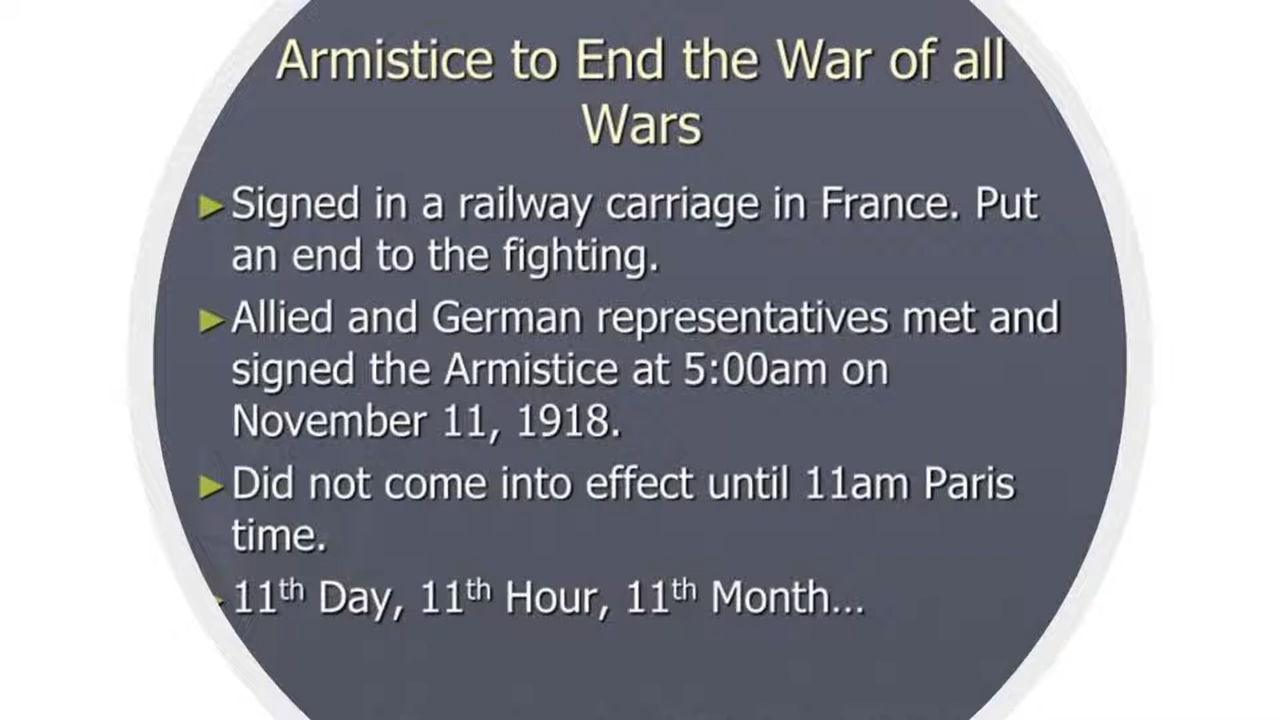 Armistice to End the War of all
Wars
Signed in a railway carriage in France. Put
an end to the fighting.
Allied and German representatives met and
signed the Armistice at 5:00am on
November 11, 1918.
Did not come into effect until 11am Paris
time.
11th Day, 11th Hour, 11th Month...